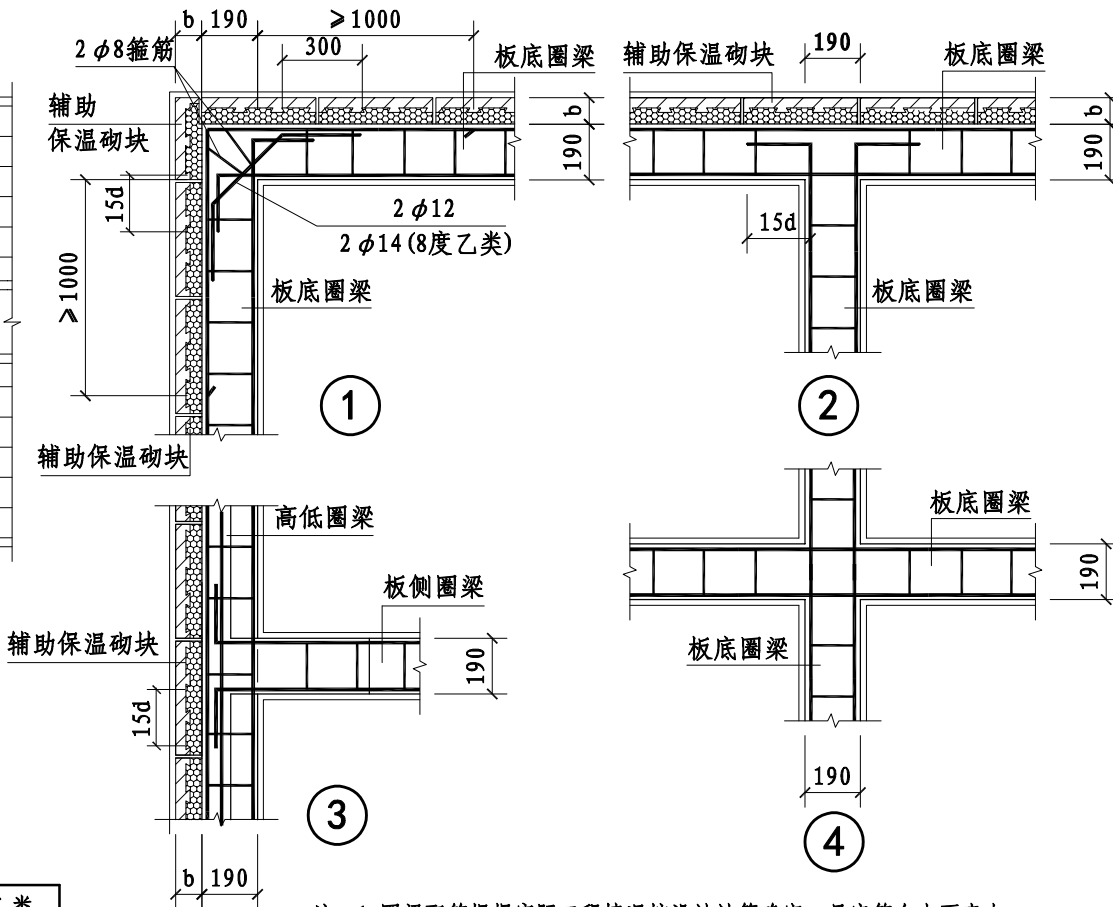 b 190 ≥1000
300
2φ8箍筋
板底圈梁
辅助
保温砌块
b
190
15d
≥1000
2φ12
2φ14(8度乙类)
板底圈梁
1
辅助保温砌块
辅助保温砌块
190
板底圈梁
b
190
15d
板底圈梁
2
高低圈梁
板侧圈梁
辅助保温砌块
190
15d
3
b 190
板底圈梁
190
板底圈梁
190
4
类